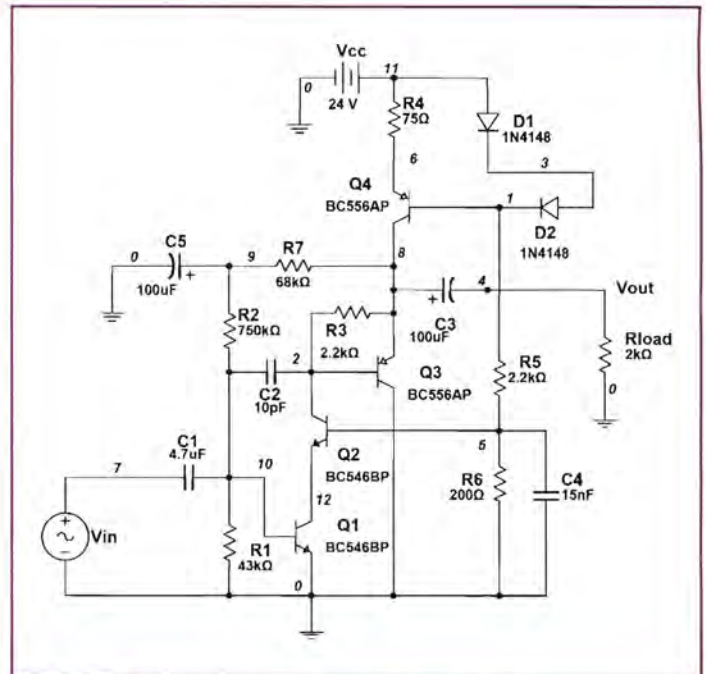 Vcc
11
0
24 V
R4
75Ω
D1
1N4148
6
3
Q4
BC556AP
1
D2
1N4148
C5
0
9
R7
8
100uF
68kΩ
4
Vout
C3
100uF
R2
750kΩ
R3
2.2kΩ
Rload
2kΩ
2
R5
2.2kΩ
Q3
BC556AP
0
C2
10pF
C1
4.7uF
Q2
BC546BP
5
7
10
R6
200Ω
C4
15nF
12
Vin
Q1
BC546BP
R1
43kΩ
0